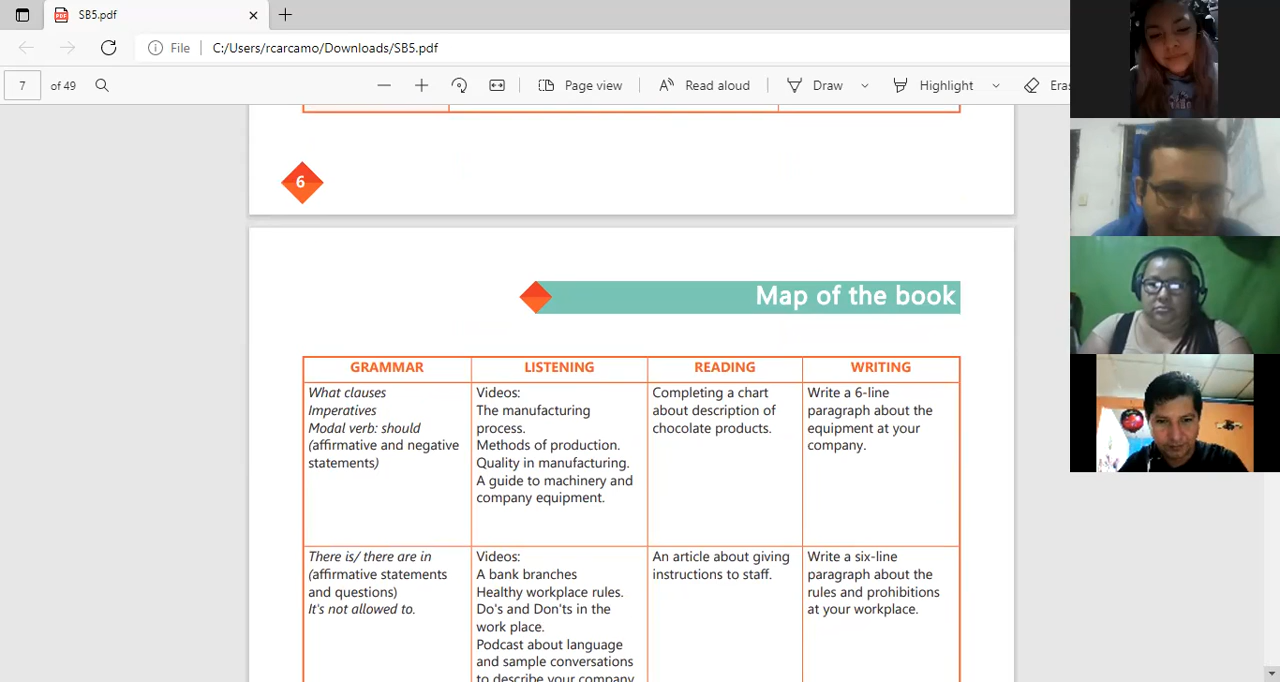 SB5.pdf
File
C:/Users/rcarcamo/Downloads/SB5.pdf
7 of 49
Page view
Read aloud
Draw
Highlight
Eras
6
Map of the book
GRAMMAR
LISTENING
READING
WRITING
What clauses
Imperatives
Modal verb: should
(affirmative and negative
statements)
Videos:
The manufacturing
process.
Methods of production.
Quality in manufacturing.
A guide to machinery and
company equipment.
Completing a chart
about description of
chocolate products.
Write a 6-line
paragraph about the
equipment at your
company.
There is/ there are in
(affirmative statements
and questions)
It's not allowed to.
Videos:
A bank branches
Healthy workplace rules.
Do's and Don'ts in the
work place.
Podcast about language
and sample conversations
to describe your company
An article about giving
instructions to staff.
Write a six-line
paragraph about the
rules and prohibitions
at your workplace.